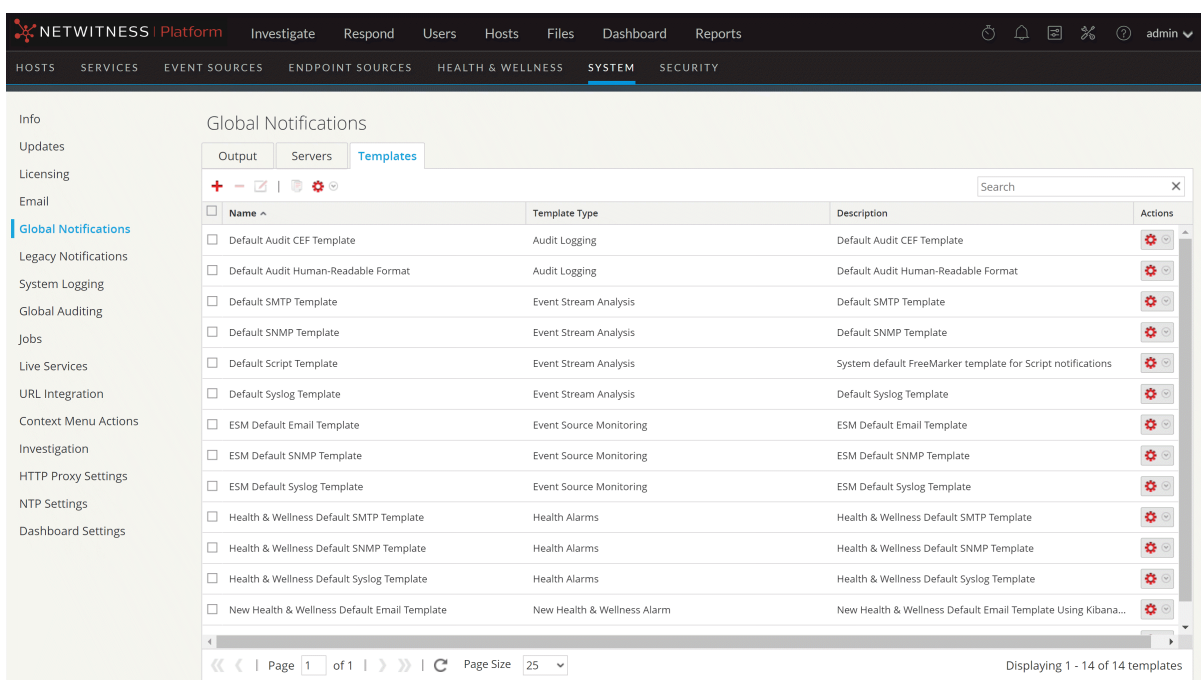 NETWITNESS | Platform Investigate Respond Users Hosts Files Dashboard Reports admin
HOSTS SERVICES EVENT SOURCES ENDPOINT SOURCES HEALTH & WELLNESS SYSTEM SECURITY
Info
Updates
Licensing
Email
Global Notifications
Legacy Notifications
System Logging
Global Auditing
Jobs
Live Services
URL Integration
Context Menu Actions
Investigation
HTTP Proxy Settings
NTP Settings
Dashboard Settings
Global Notifications
Output Servers Templates
Search
Name Template Type Description Actions
Default Audit CEF Template Audit Logging Default Audit CEF Template
Default Audit Human-Readable Format Audit Logging Default Audit Human-Readable Format
Default SMTP Template Event Stream Analysis Default SMTP Template
Default SNMP Template Event Stream Analysis Default SNMP Template
Default Script Template Event Stream Analysis System default FreeMarker template for Script notifications
Default Syslog Template Event Stream Analysis Default Syslog Template
ESM Default Email Template Event Source Monitoring ESM Default Email Template
ESM Default SNMP Template Event Source Monitoring ESM Default SNMP Template
ESM Default Syslog Template Event Source Monitoring ESM Default Syslog Template
Health & Wellness Default SMTP Template Health Alarms Health & Wellness Default SMTP Template
Health & Wellness Default SNMP Template Health Alarms Health & Wellness Default SNMP Template
Health & Wellness Default Syslog Template Health Alarms Health & Wellness Default Syslog Template
New Health & Wellness Default Email Template New Health & Wellness Alarm New Health & Wellness Default Email Template Using Kibana...
Page 1 of 1 Page Size 25 Displaying 1 - 14 of 14 templates